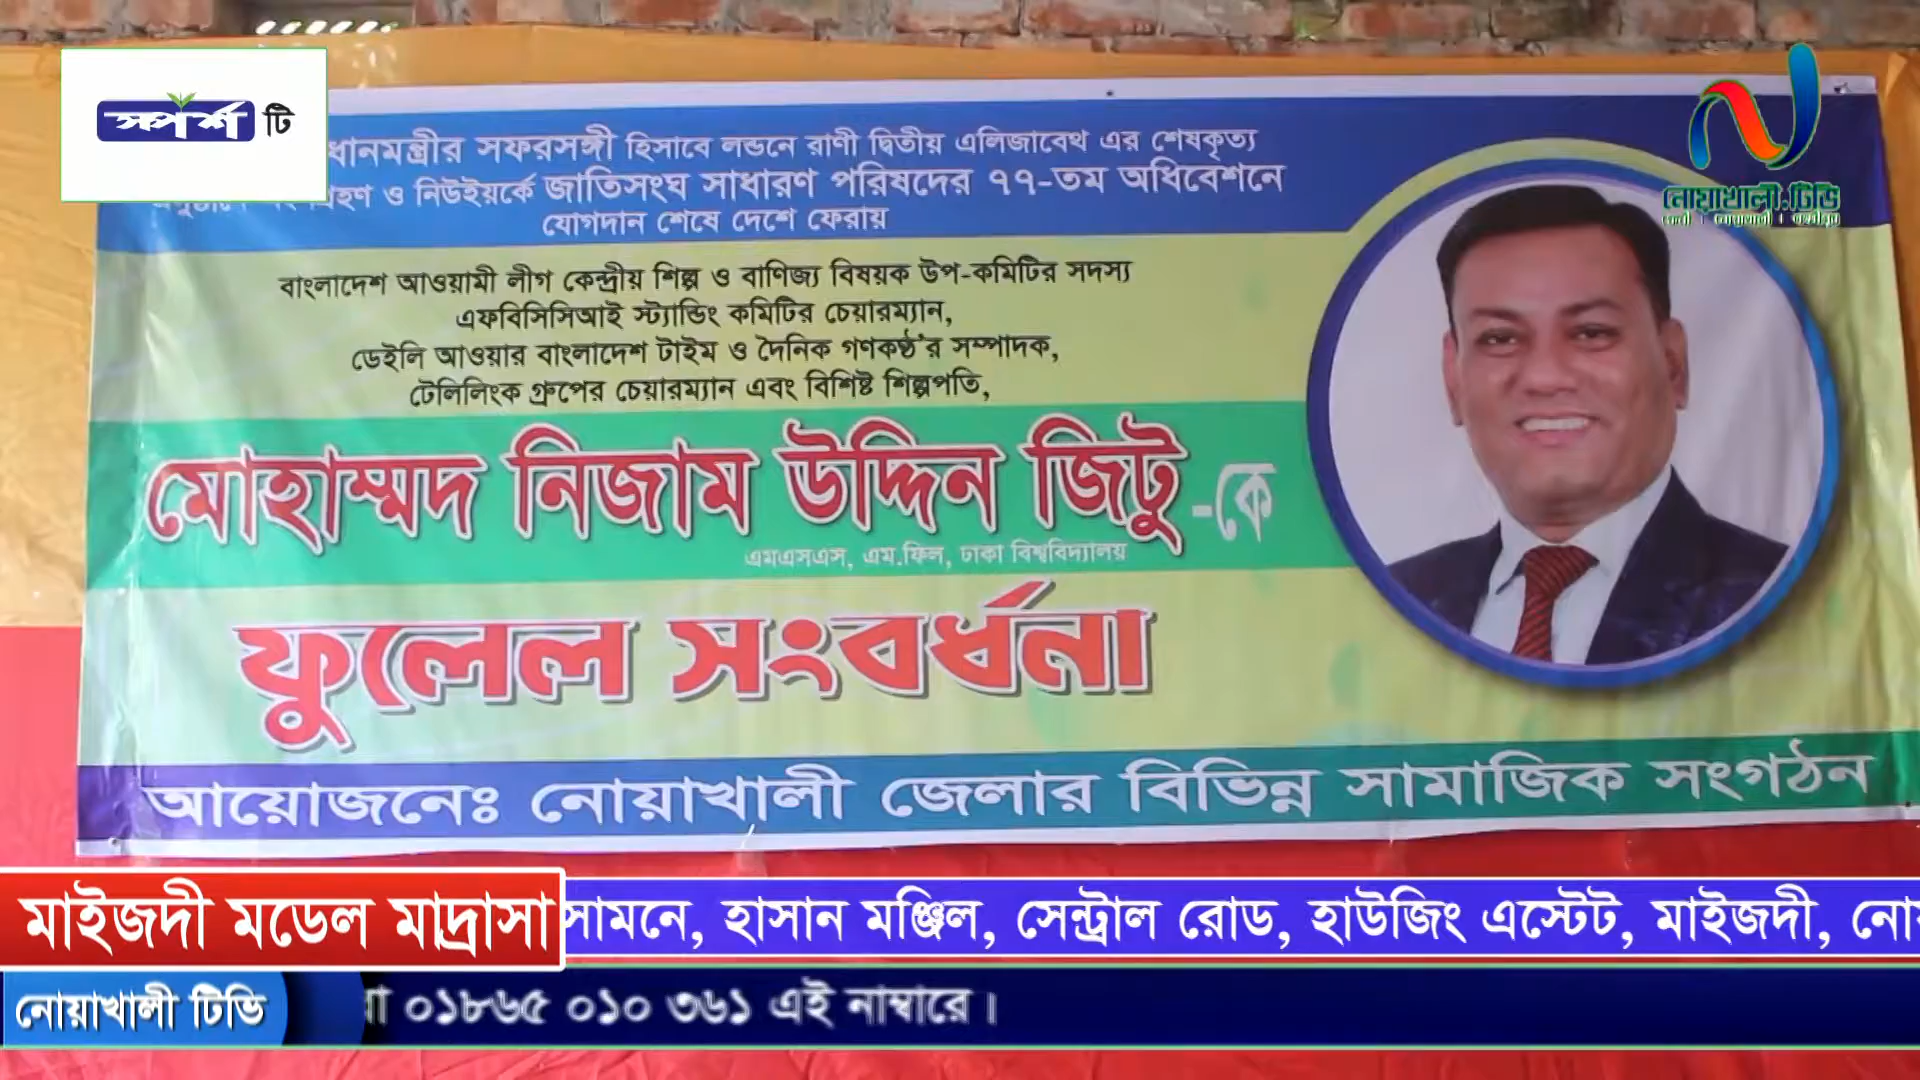 স্পর্শ টি
ধানমন্ত্রীর সফরসঙ্গী হিসাবে লন্ডনে রাণী দ্বিতীয় এলিজাবেথ এর শেষকৃত্য
ও নিউইয়র্কে জাতিসংঘ সাধারণ পরিষদের ৭৭-তম অধিবেশনে
যোগদান শেষে দেশে ফেরায়
নোয়াখালী.টিভি
বাংলাদেশ আওয়ামী লীগ কেন্দ্রীয় শিল্প ও বাণিজ্য বিষয়ক উপ-কমিটির সদস্য
এফবিসিসিআই স্ট্যান্ডিং কমিটির চেয়ারম্যান,
ডেইলি আওয়ার বাংলাদেশ টাইম ও দৈনিক গণকণ্ঠ'র সম্পাদক,
টেলিলিংক গ্রুপের চেয়ারম্যান এবং বিশিষ্ট শিল্পপতি,
মোহাম্মদ নিজাম উদ্দিন জিটু -কে
এমএসএস, এম.ফিল, ঢাকা বিশ্ববিদ্যালয়
ফুলেল সংবর্ধনা
আয়োজনেঃ নোয়াখালী জেলার বিভিন্ন সামাজিক সংগঠন
মাইজদী মডেল মাদ্রাসা সামনে, হাসান মঞ্জিল, সেন্ট্রাল রোড, হাউজিং এস্টেট, মাইজদী,
নোয়াখালী টিভি ০১৮৬৫ ০১০ ৩৬১ এই নাম্বারে।